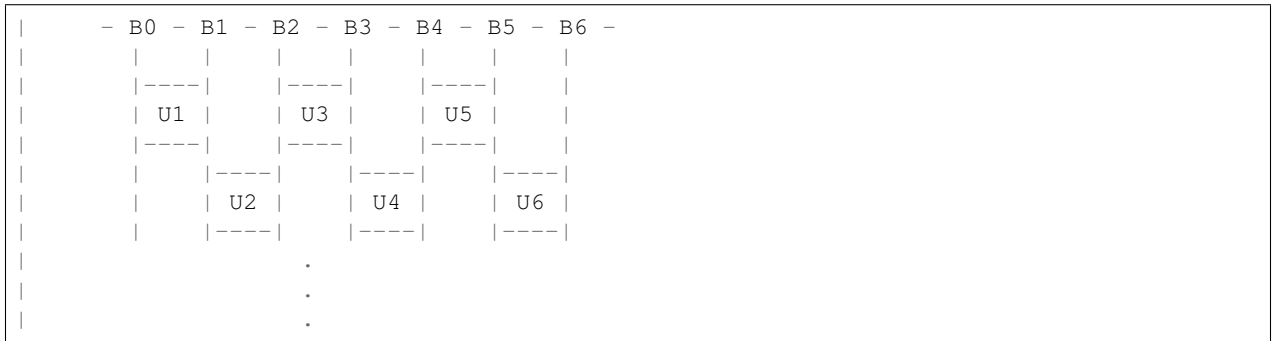 |     - B0 - B1 - B2 - B3 - B4 - B5 - B6 -
|       |    |    |    |    |    |    |
|       |----|    |----|    |----|    |
|       | U1 |    | U3 |    | U5 |    |
|       |----|    |----|    |----|    |
|       |    |----|    |----|    |----|
|       |    | U2 |    | U4 |    | U6 |
|       |    |----|    |----|    |----|
|                   .
|                   .
|                   .